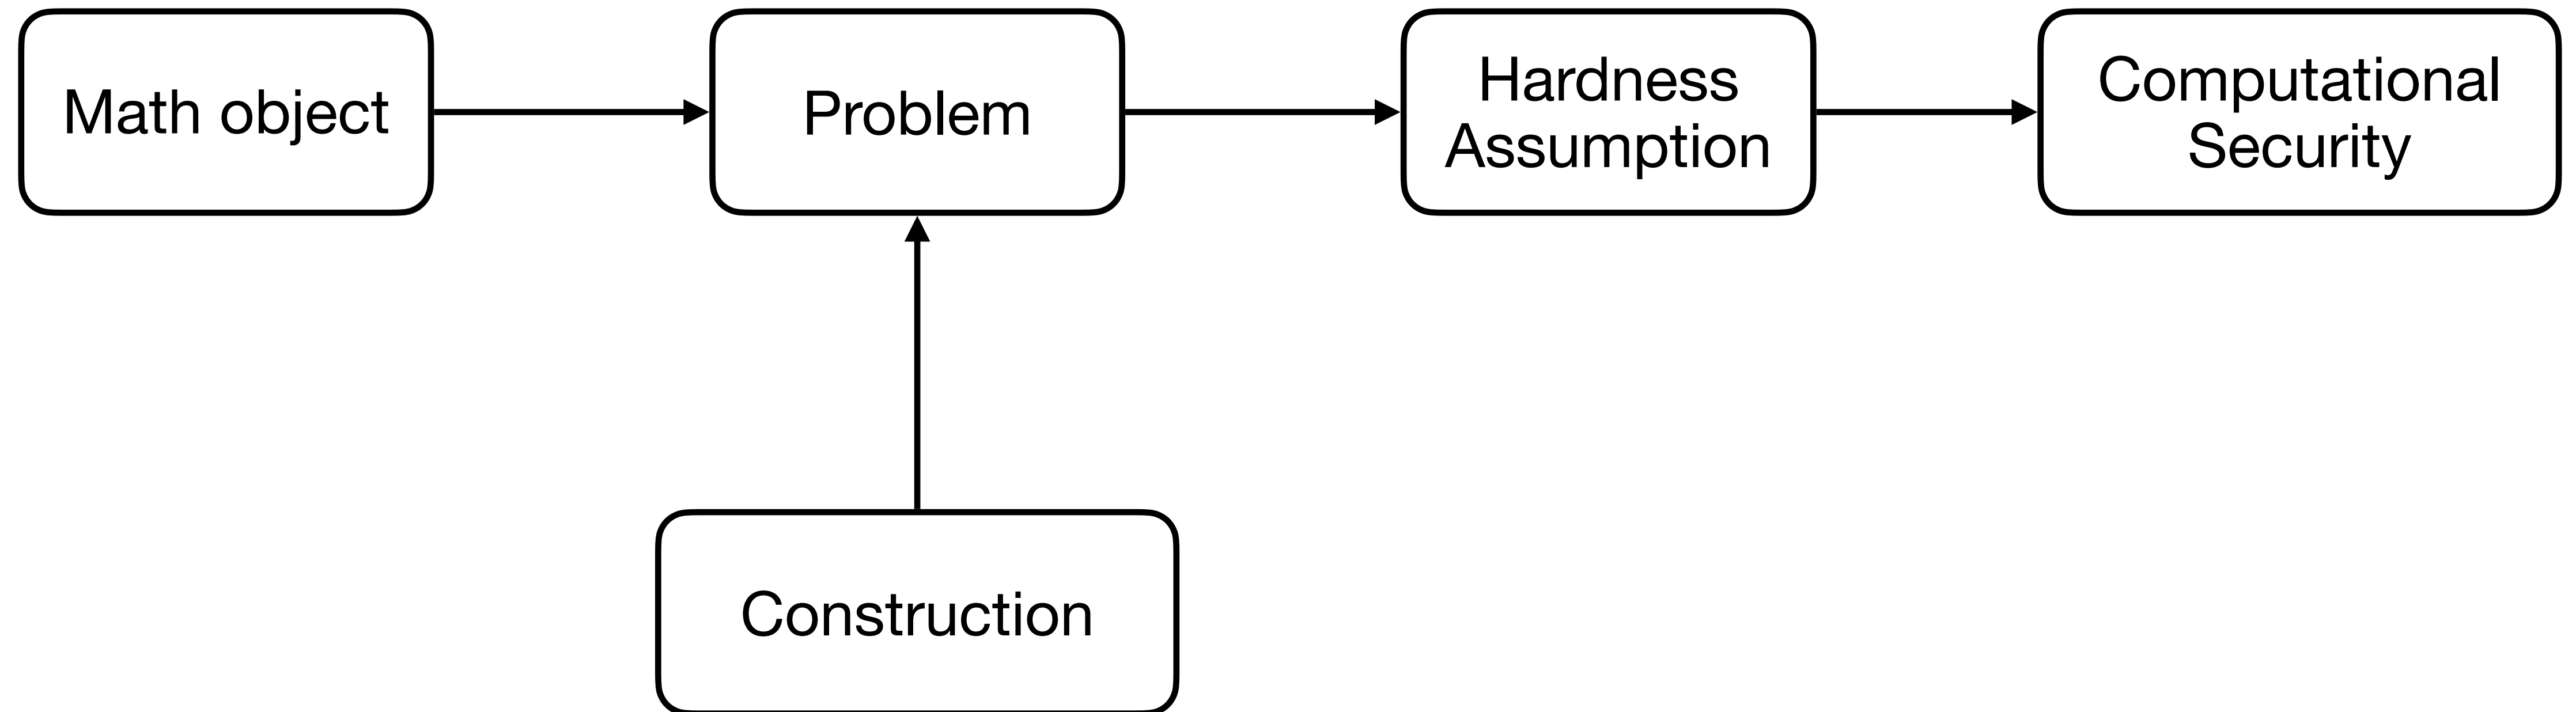 Math object
Problem
Hardness
Assumption
Computational
Security
Construction